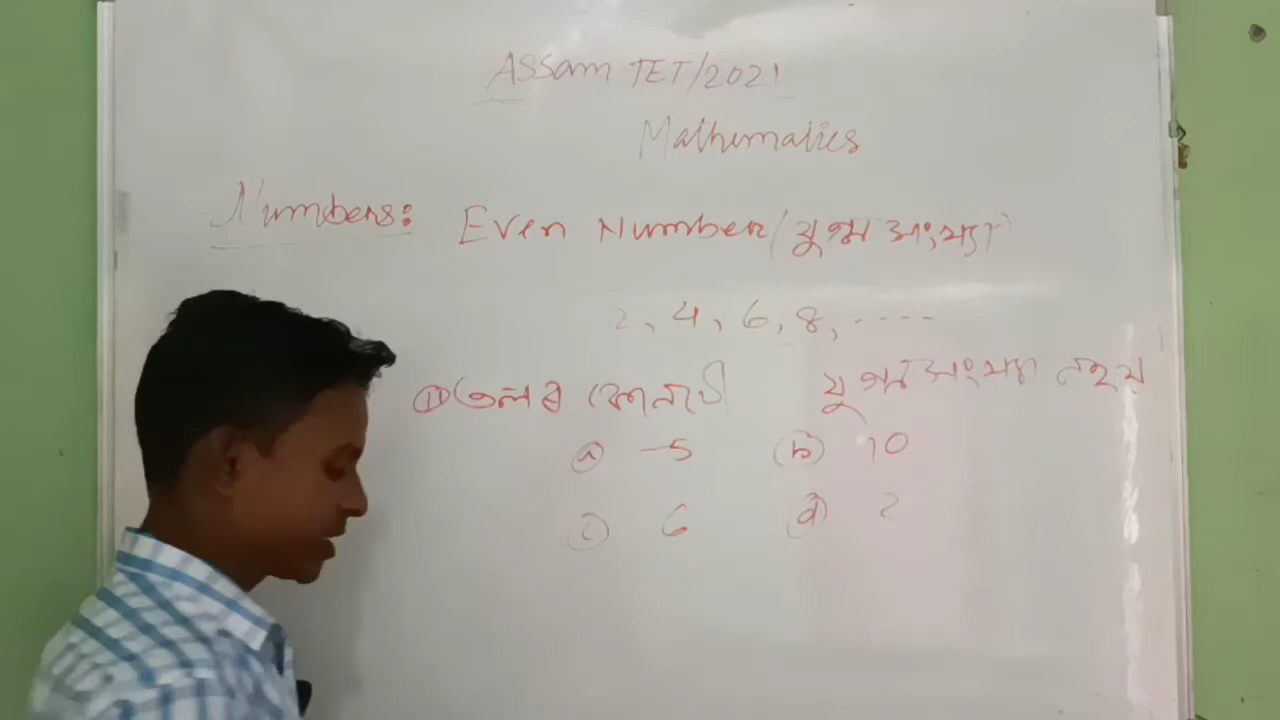 Assam TET/2021
Mathematics
Numbers: Even Number/যুগ্ম সংখ্যা
2, 4, 6, 8, ----
① তলৰ কোনটো যুগ্ম সংখ্যা নহয়
ⓐ 5 ⓑ 10
ⓒ 6 ⓓ 2